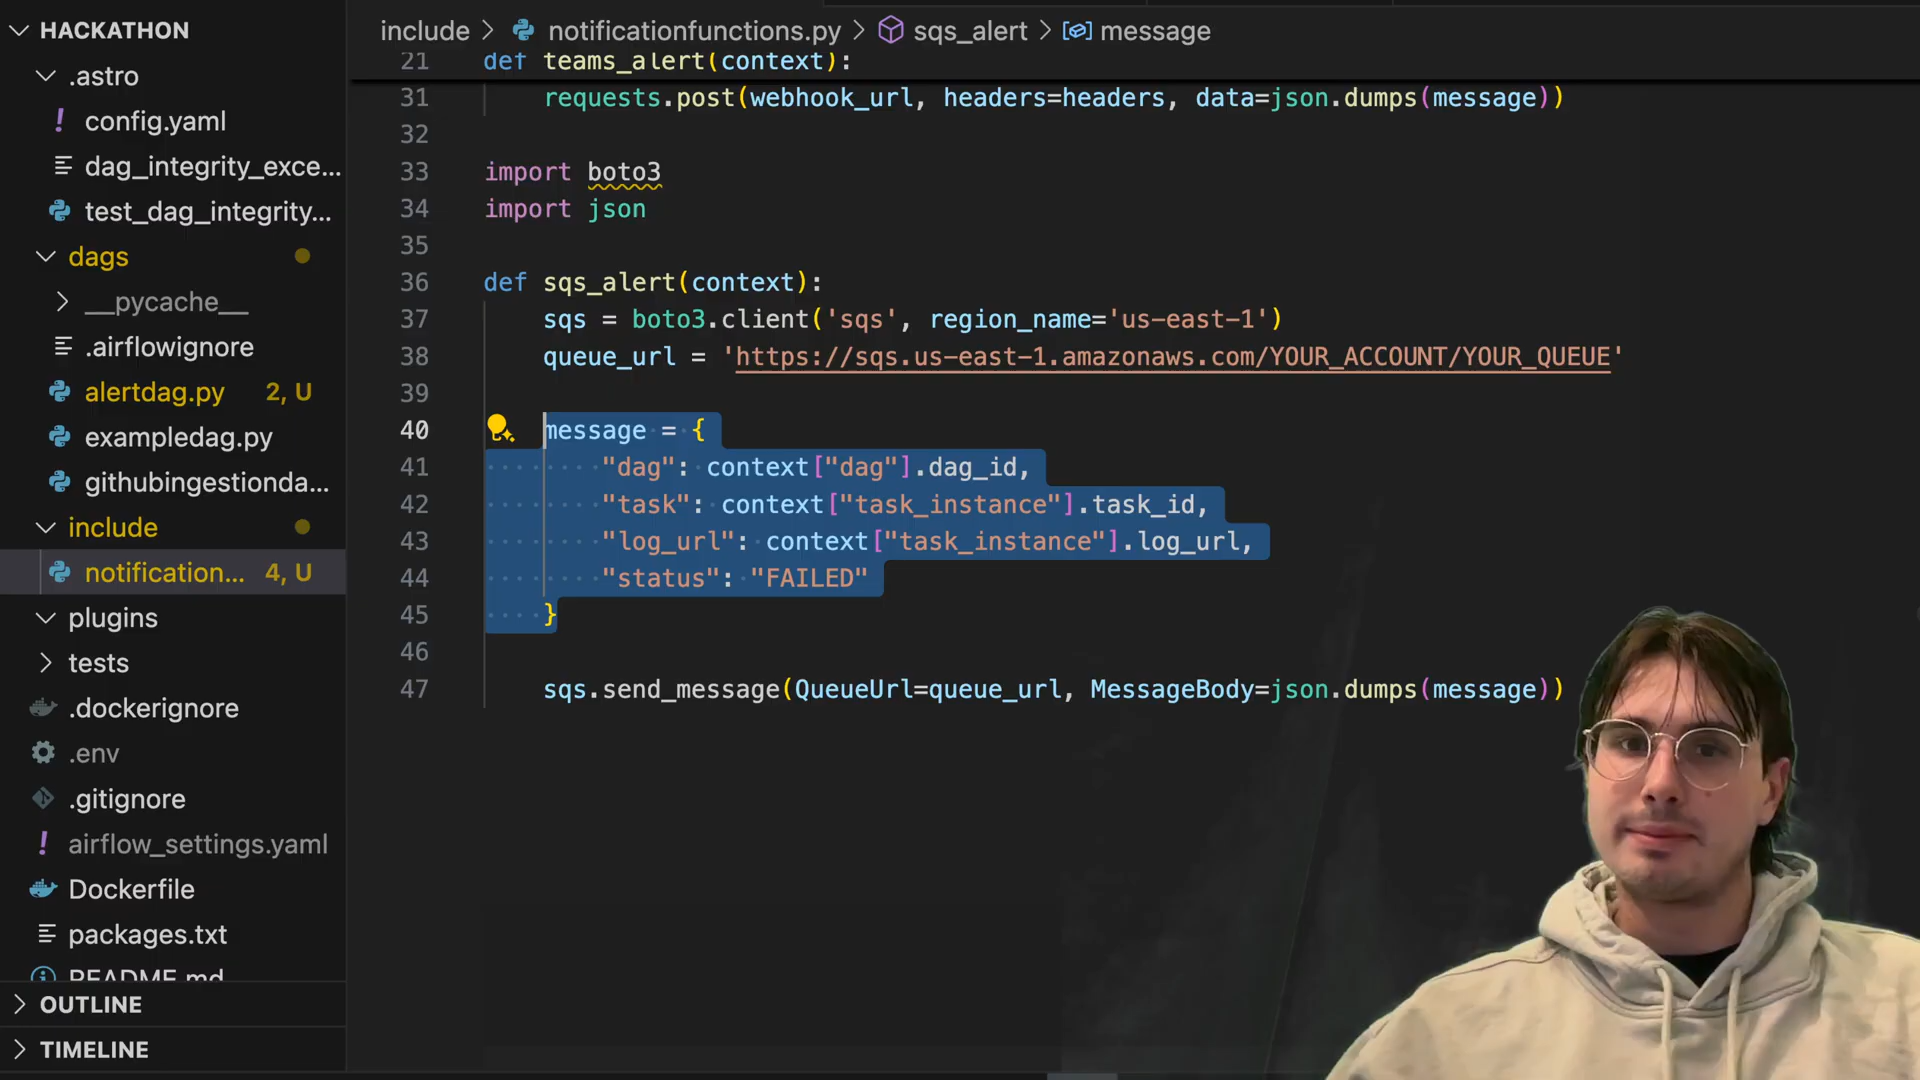 HACKATHON
.astro
! config.yaml
dag_integrity_exce...
test_dag_integrity...
dags
__pycache__
.airflowignore
alertdag.py 2, U
exampledag.py
githubingestionda...
include
notification... 4, U
plugins
tests
.dockerignore
.env
.gitignore
! airflow_settings.yaml
Dockerfile
packages.txt
README.md
OUTLINE
TIMELINE
include > notificationfunctions.py > sqs_alert > message
21 def teams_alert(context):
31 requests.post(webhook_url, headers=headers, data=json.dumps(message))
32
33 import boto3
34 import json
35
36 def sqs_alert(context):
37 sqs = boto3.client('sqs', region_name='us-east-1')
38 queue_url = 'https://sqs.us-east-1.amazonaws.com/YOUR_ACCOUNT/YOUR_QUEUE'
39
40 message = {
41 "dag": context["dag"].dag_id,
42 "task": context["task_instance"].task_id,
43 "log_url": context["task_instance"].log_url,
44 "status": "FAILED"
45 }
46
47 sqs.send_message(QueueUrl=queue_url, MessageBody=json.dumps(message))